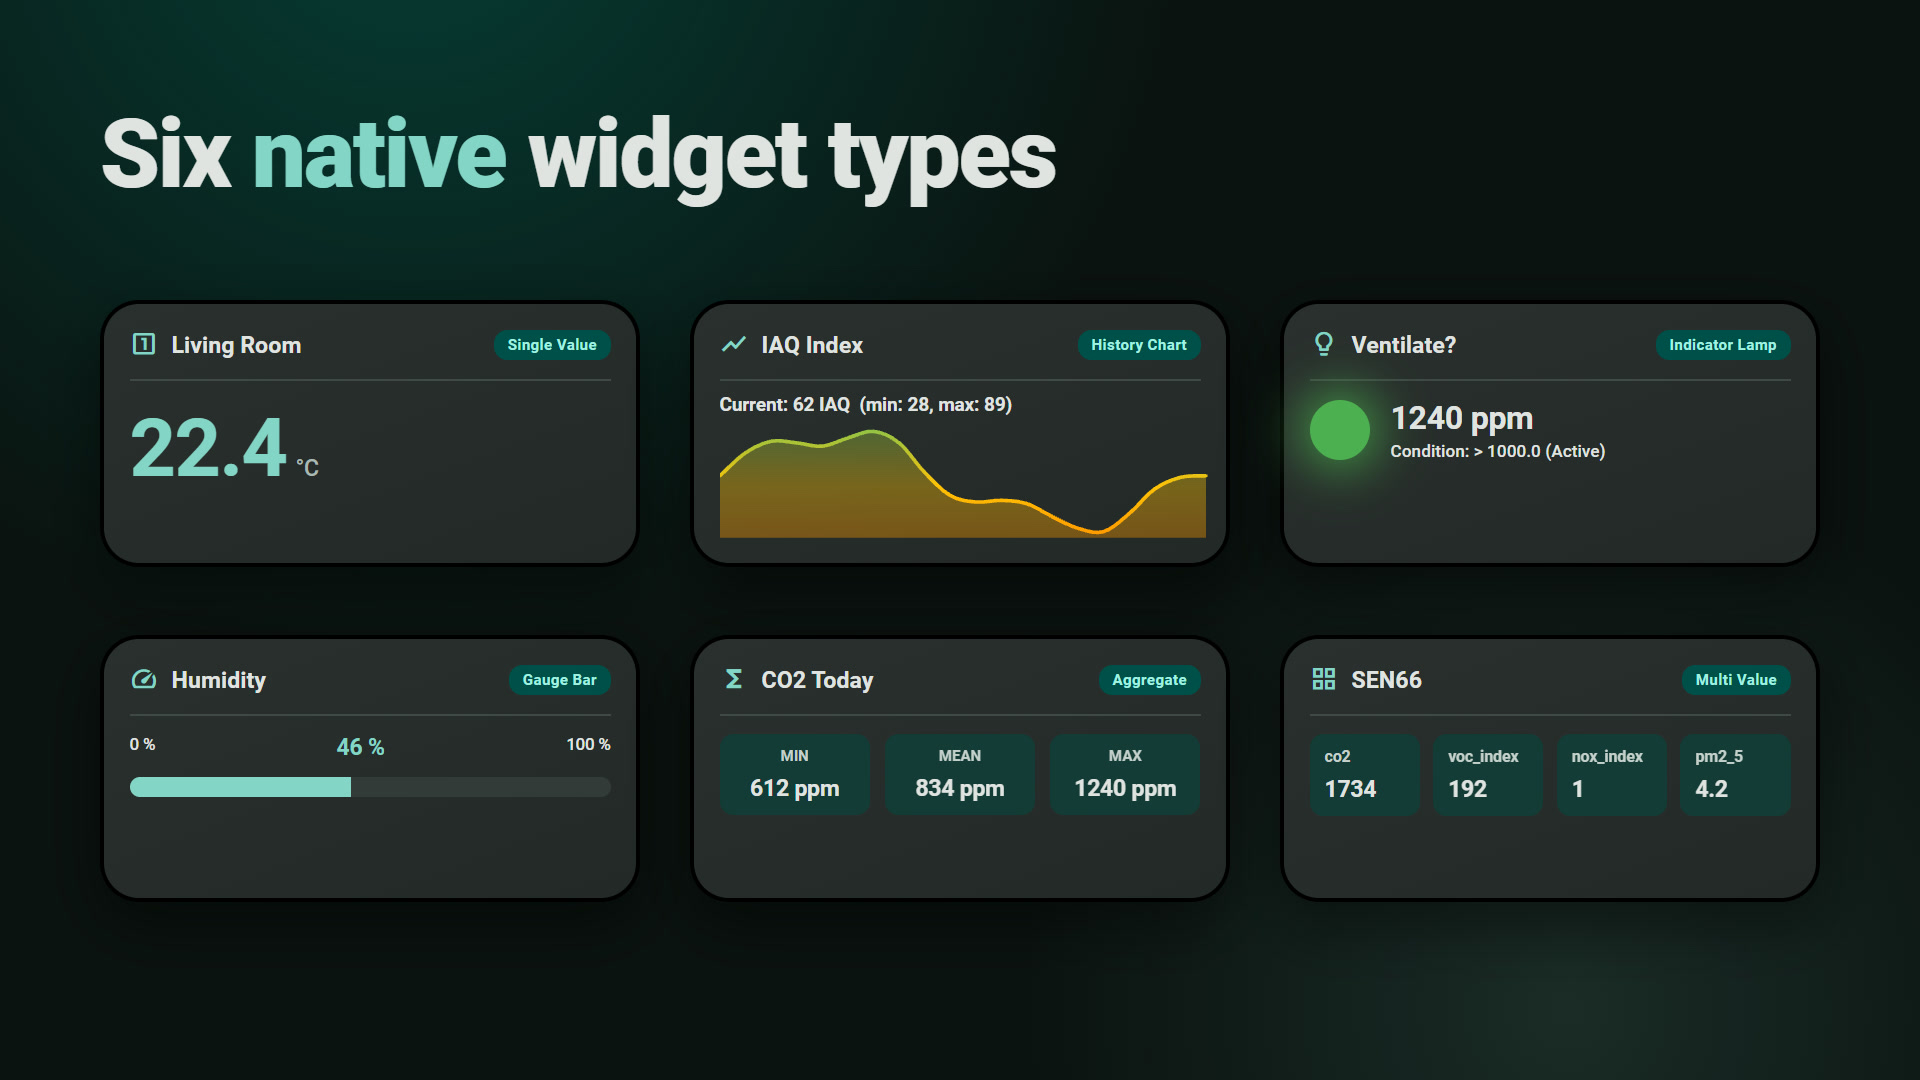 Six native widget types
1 Living Room
Single Value
22.4 °C
IAQ Index
History Chart
Current: 62 IAQ (min: 28, max: 89)
Ventilate?
Indicator Lamp
1240 ppm
Condition: > 1000.0 (Active)
Humidity
Gauge Bar
0 %
46 %
100 %
Σ CO2 Today
Aggregate
MIN
612 ppm
MEAN
834 ppm
MAX
1240 ppm
SEN66
Multi Value
co2
1734
voc_index
192
nox_index
1
pm2_5
4.2